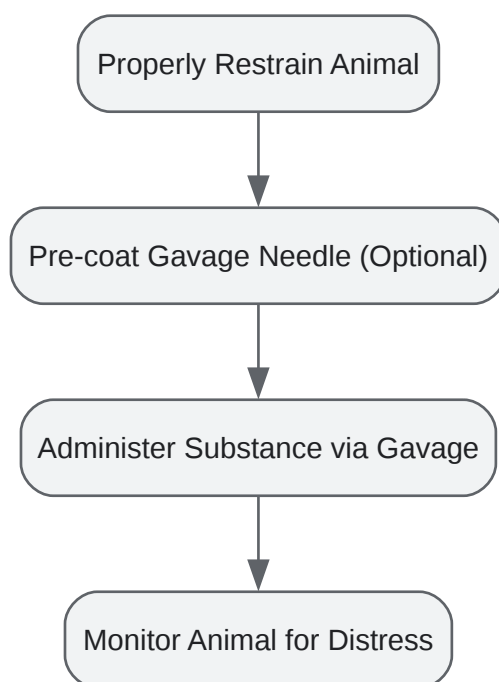 Properly Restrain Animal
Pre-coat Gavage Needle (Optional)
Administer Substance via Gavage
Monitor Animal for Distress